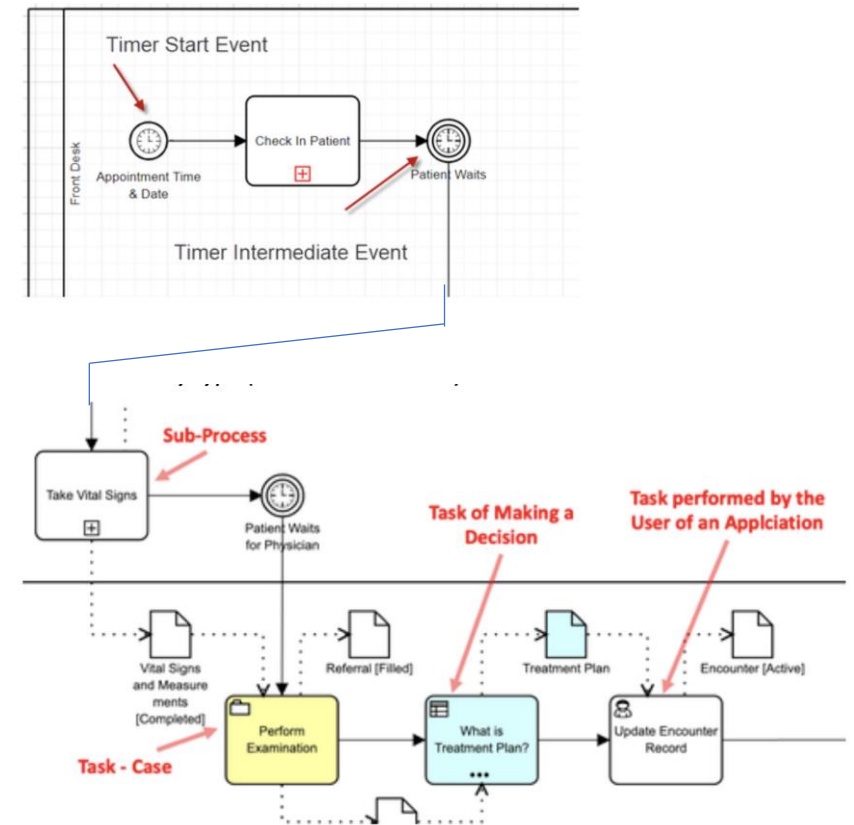 Timer Start Event
Front Desk
Check In Patient
Appointment Time
& Date
Patient Waits
Timer Intermediate Event
Sub-Process
Take Vital Signs
Patient Waits
for Physician
Task of Making a
Decision
Task performed by the
User of an Applciation
Vital Signs
and Measure
ments
[Completed]
Referral [Filled]
Treatment Plan
Encounter [Active]
Perform
Examination
What is
Treatment Plan?
Update Encounter
Record
Task - Case